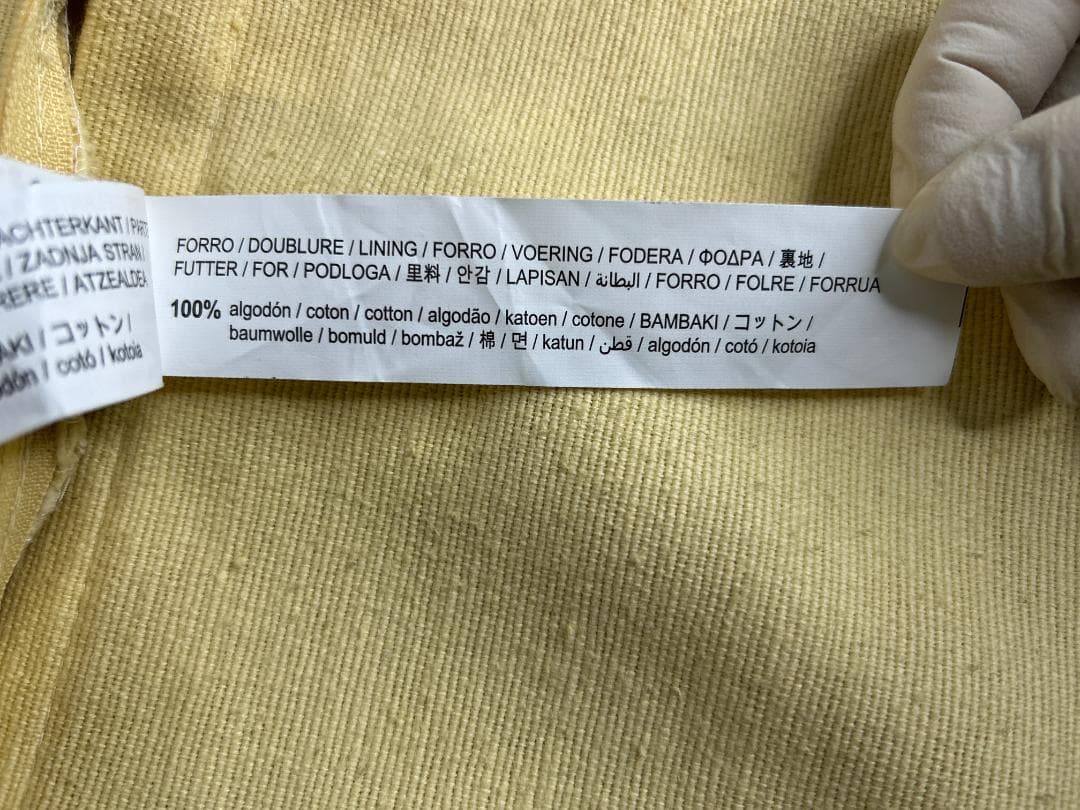 ACHTERKANT /
/ ZADNJA STRAN /
RERE / ATZEALDEA
AKI / コットン /
/ cotó / kotoia
FORRO / DOUBLURE / LINING / FORRO / VOERING / FODERA / ΦΟΔΡΑ / 裏地 /
FUTTER / FOR / PODLOGA / 里料 / 안감 / LAPISAN / البطانة / FORRO / FOLRE / FORRUA
100% algodón / coton / cotton / algodão / katoen / cotone / BAMBAKI / コットン /
baumwolle / bomuld / bombaž / 棉 / 면 / katun / قطن / algodón / cotó / kotoia